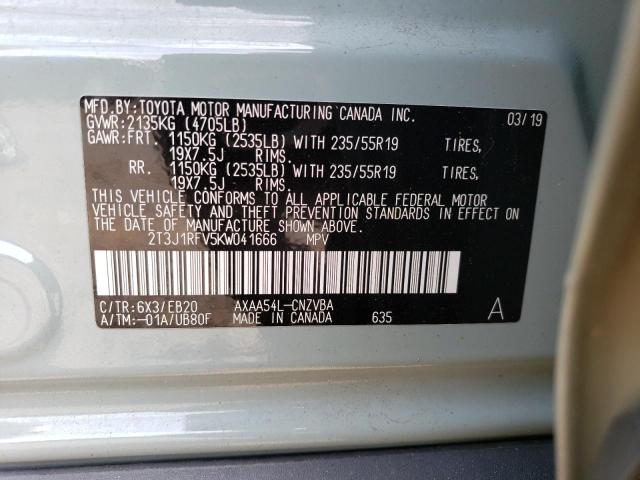 MFD.BY:TOYOTA MOTOR MANUFACTURING CANADA INC. 03/19
GVWR:2135KG (4705LB)
GAWR:FRT. 1150KG (2535LB) WITH 235/55R19 TIRES,
19X7.5J RIMS.
RR. 1150KG (2535LB) WITH 235/55R19 TIRES,
19X7.5J RIMS.
THIS VEHICLE CONFORMS TO ALL APPLICABLE FEDERAL MOTOR
VEHICLE SAFETY AND THEFT PREVENTION STANDARDS IN EFFECT ON
THE DATE OF MANUFACTURE SHOWN ABOVE.
2T3J1RFV5KW041666 MPV
C/TR:6X3/EB20 AXAA54L-CNZVBA A
A/TM:-01A/UB80F MADE IN CANADA 635